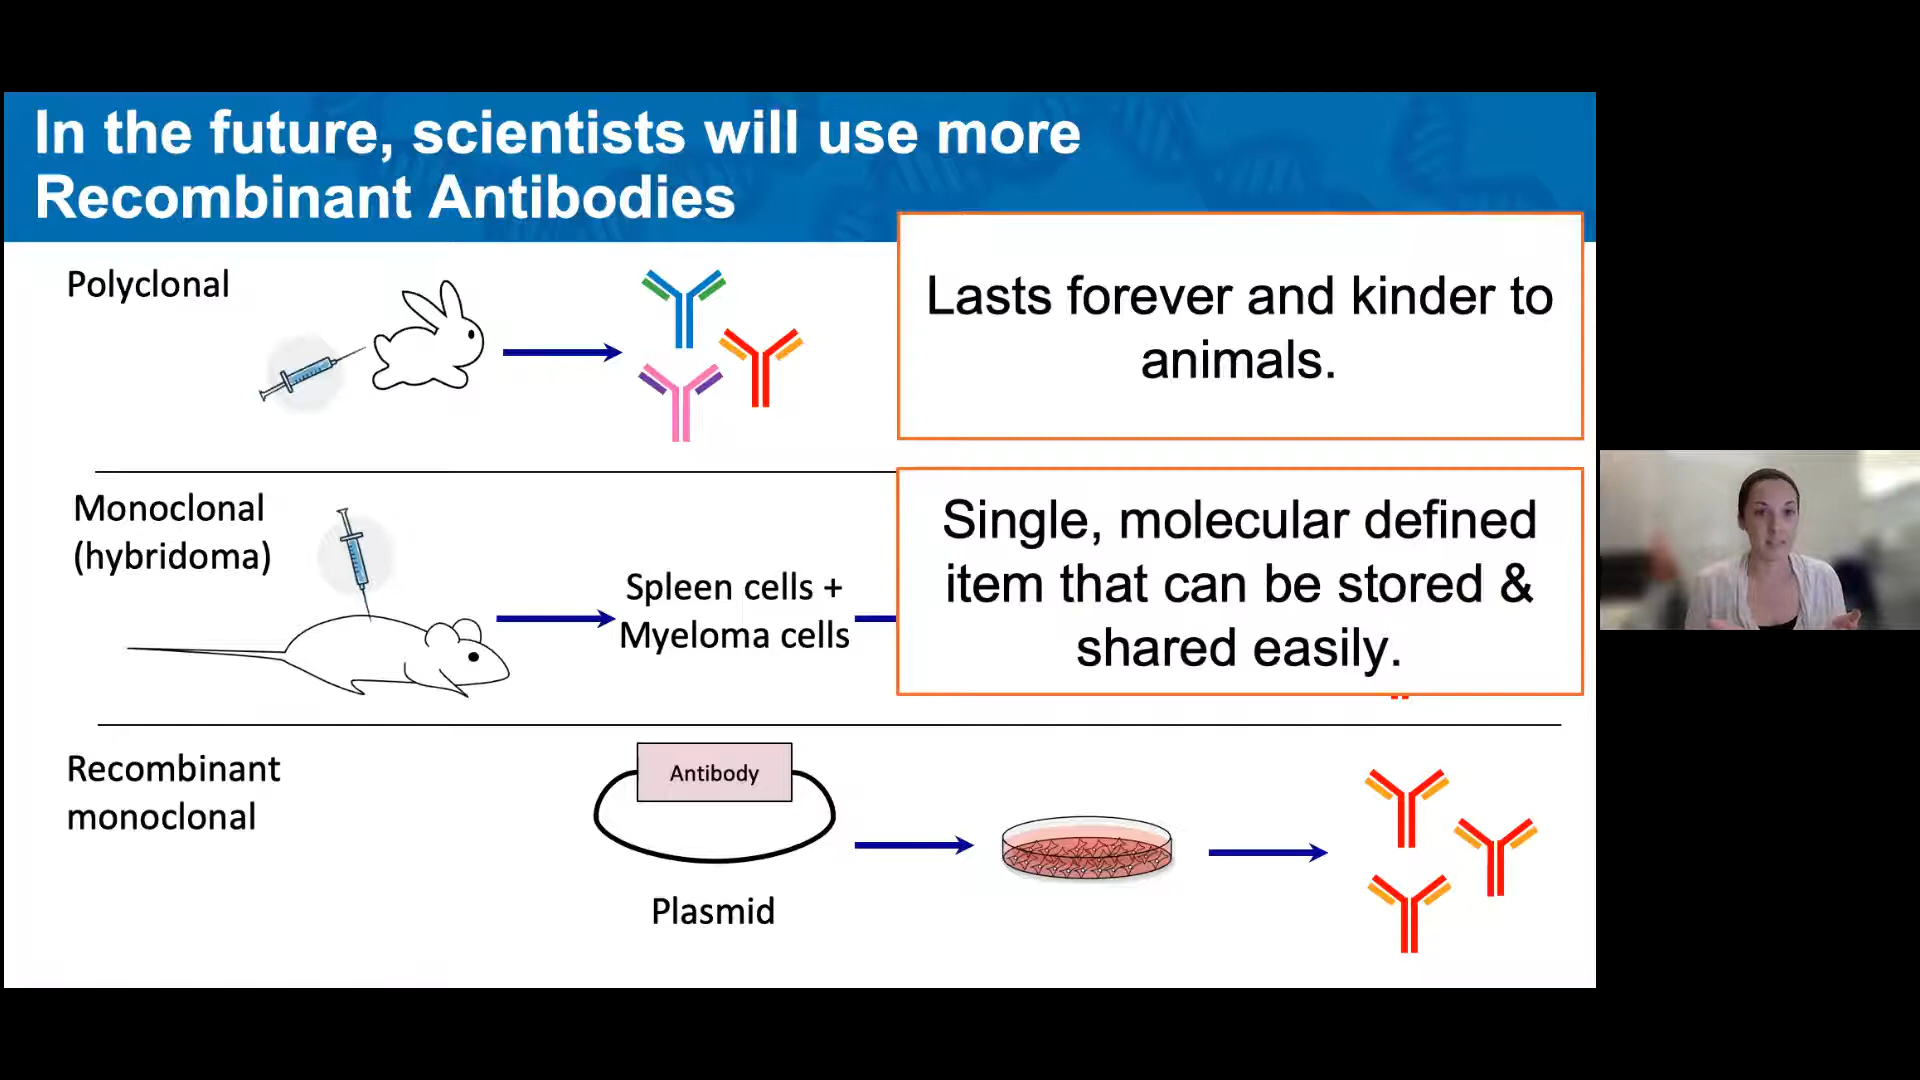 In the future, scientists will use more
Recombinant Antibodies
Polyclonal
Lasts forever and kinder to
animals.
Monoclonal
(hybridoma)
Spleen cells +
Myeloma cells
Single, molecular defined
item that can be stored &
shared easily.
Recombinant
monoclonal
Antibody
Plasmid